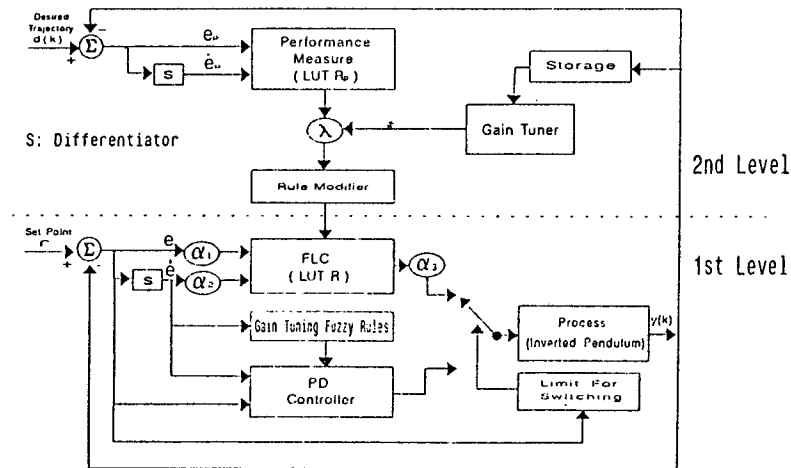 Desired
Trajectory
d(k)
-
+
Σ
e
ė
s
Performance
Measure
(LUT Rp)
Storage
Gain Tuner
λ
S: Differentiator
2nd Level
Rule Modifier
Set Point
r
+
-
Σ
e
α₁
ė
s
α₂
FLC
(LUT R)
α₃
1st Level
Gain Tuning Fuzzy Rules
Process
(Inverted Pendulum)
y(k)
PD
Controller
Limit For
Switching